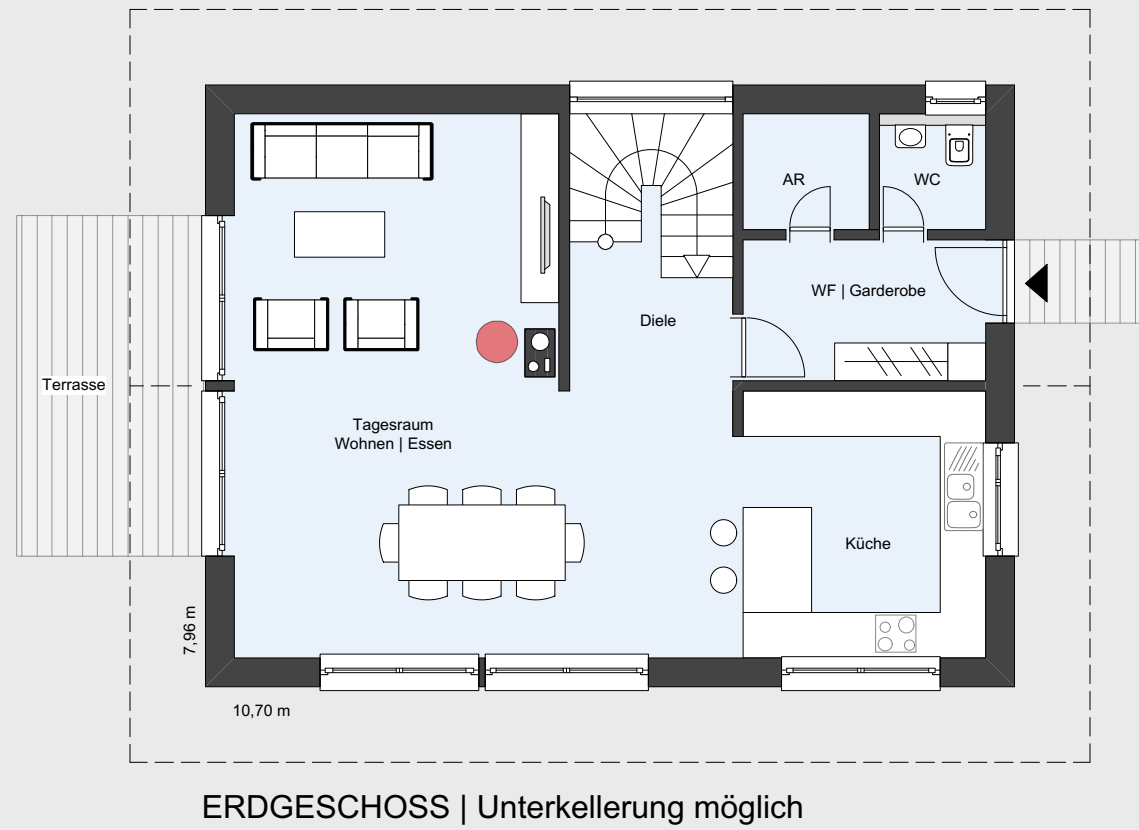 AR
WC
WF | Garderobe
Diele
Terrasse
Tagesraum
Wohnen | Essen
Küche
7,96 m
10,70 m
ERDGESCHOSS | Unterkellerung möglich